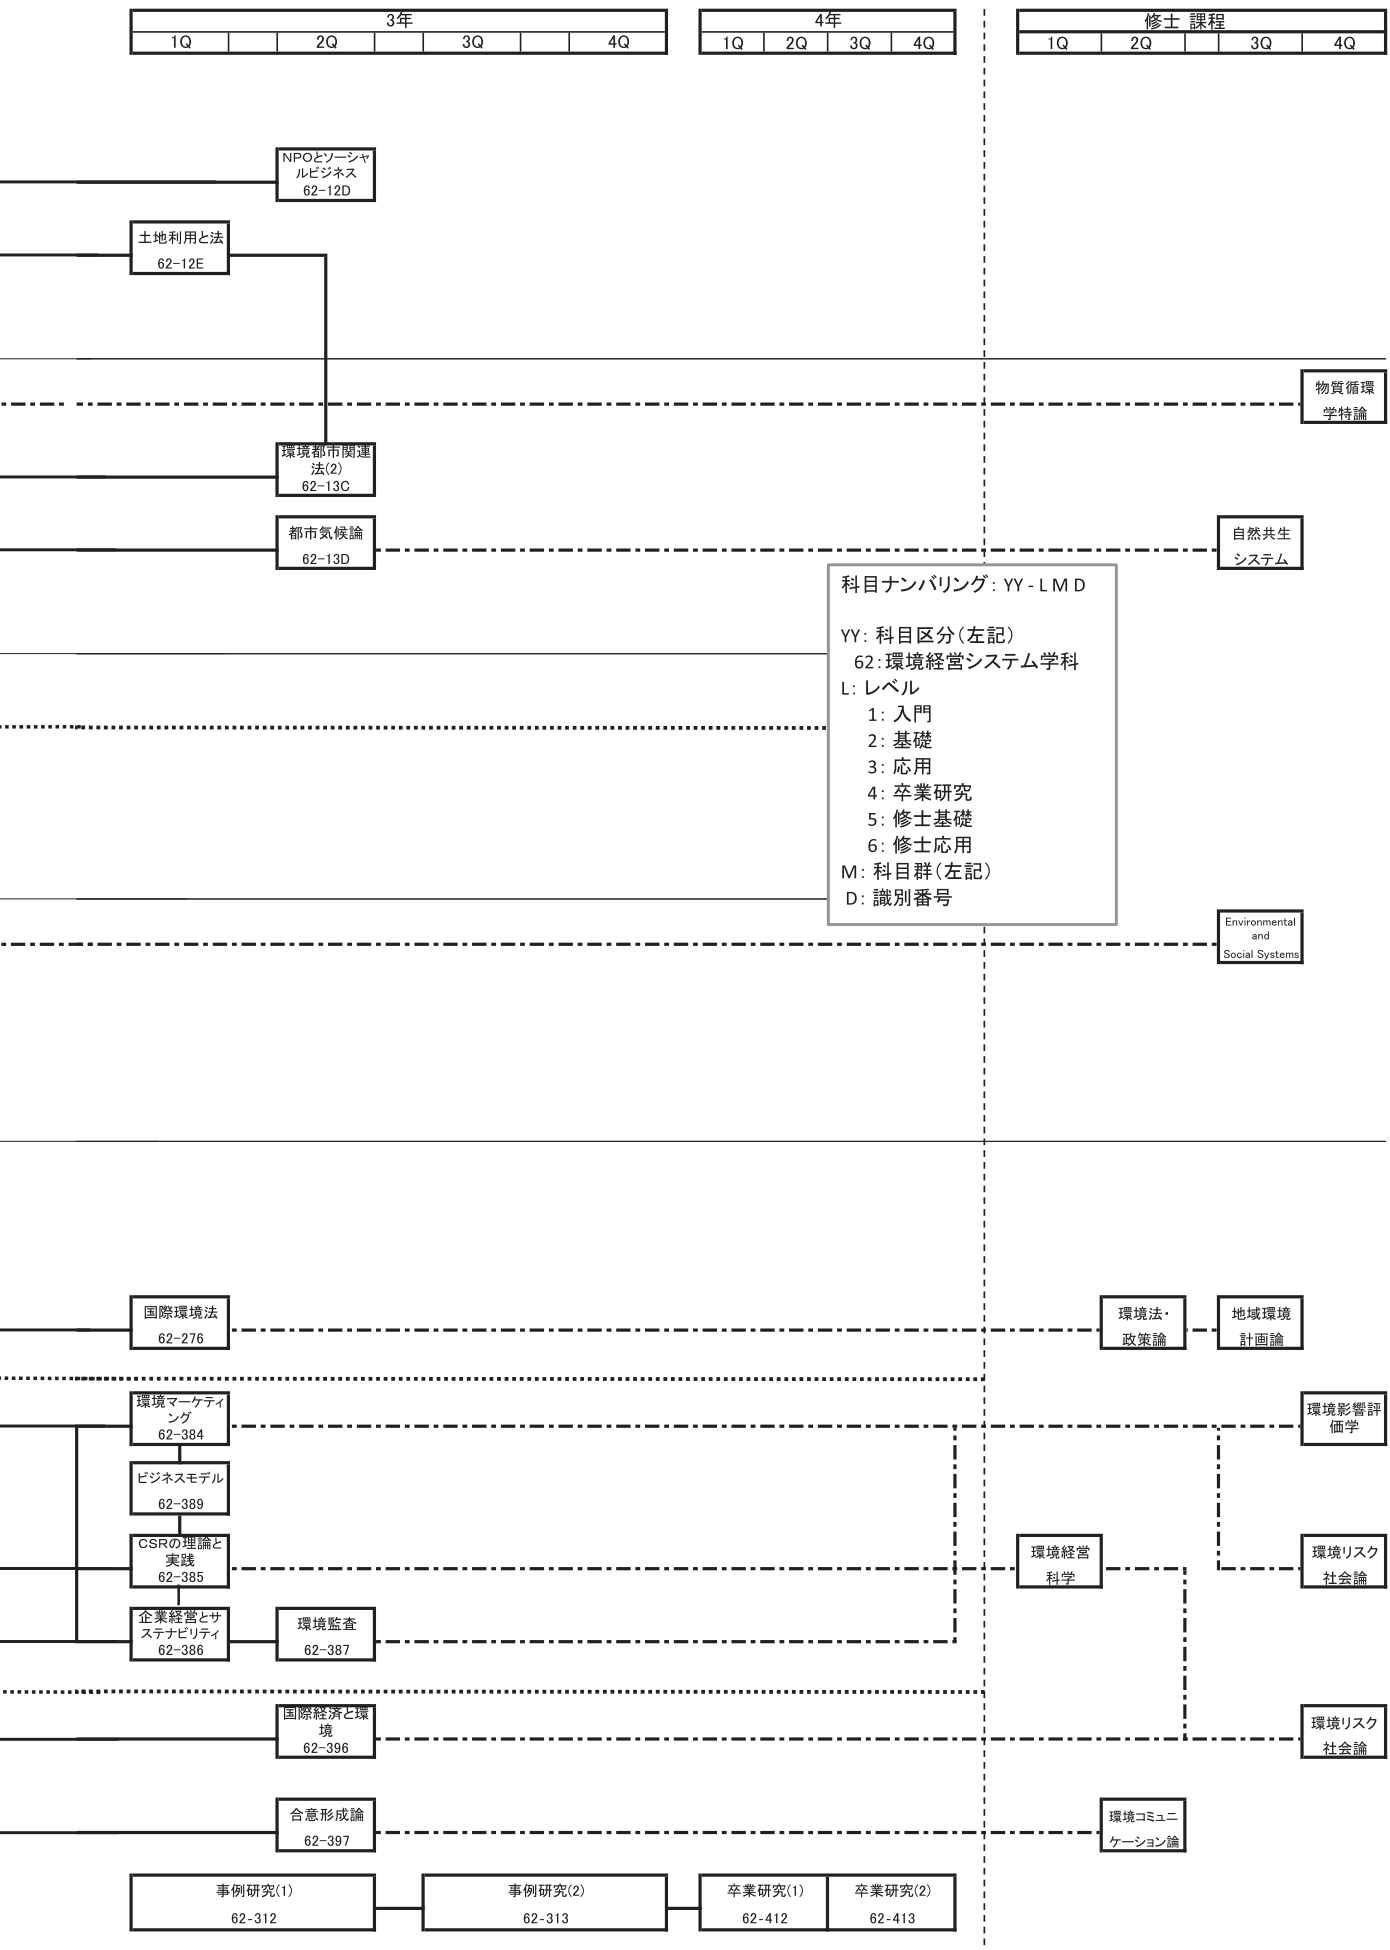 3年
4年
修士 課程
1Q 2Q 3Q 4Q
1Q 2Q 3Q 4Q
1Q 2Q 3Q 4Q
NPOとソーシャ
ルビジネス
62-12D
土地利用と法
62-12E
物質循環
学特論
環境都市関連
法(2)
62-13C
都市気候論
62-13D
自然共生
システム
科目ナンバリング: YY - L M D
YY: 科目区分(左記)
62:環境経営システム学科
L: レベル
1: 入門
2: 基礎
3: 応用
4: 卒業研究
5: 修士基礎
6: 修士応用
M: 科目群(左記)
D: 識別番号
Environmental
and
Social Systems
国際環境法
62-276
環境法・
政策論
地域環境
計画論
環境マーケティ
ング
62-384
環境影響評
価学
ビジネスモデル
62-389
CSRの理論と
実践
62-385
環境経営
科学
環境リスク
社会論
企業経営とサ
ステナビリティ
62-386
環境監査
62-387
国際経済と環
境
62-396
環境リスク
社会論
合意形成論
62-397
環境コミュニ
ケーション論
事例研究(1)
62-312
事例研究(2)
62-313
卒業研究(1)
62-412
卒業研究(2)
62-413